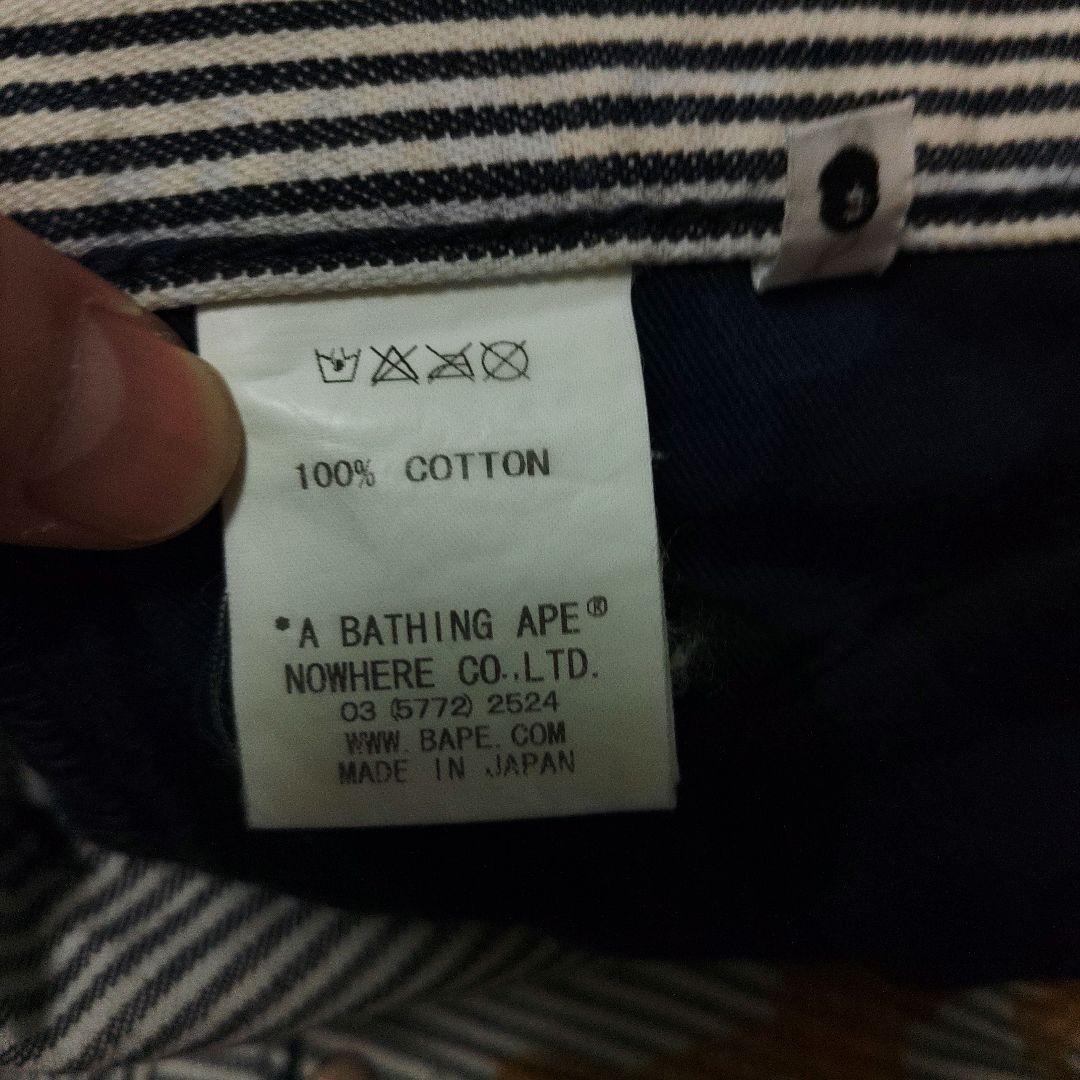 100% COTTON
*A BATHING APE®
NOWHERE CO.,LTD.
03 (5772) 2524
WWW. BAPE. COM
MADE IN JAPAN